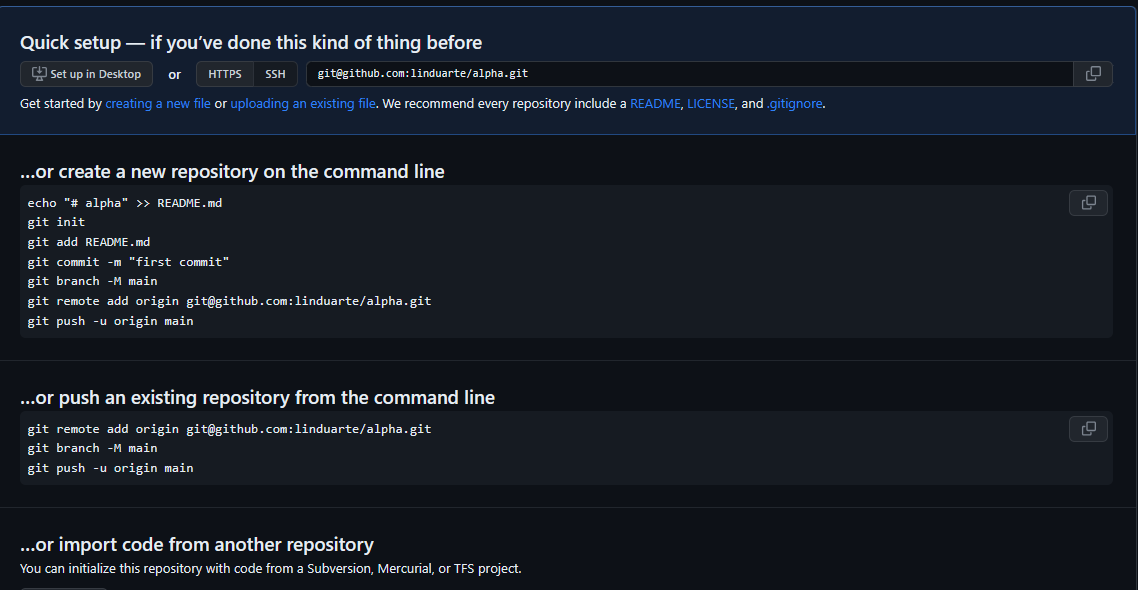 Quick setup — if you’ve done this kind of thing before
Set up in Desktop or HTTPS SSH git@github.com:linduarte/alpha.git
Get started by creating a new file or uploading an existing file. We recommend every repository include a README, LICENSE, and .gitignore.
…or create a new repository on the command line
echo "# alpha" >> README.md
git init
git add README.md
git commit -m "first commit"
git branch -M main
git remote add origin git@github.com:linduarte/alpha.git
git push -u origin main
…or push an existing repository from the command line
git remote add origin git@github.com:linduarte/alpha.git
git branch -M main
git push -u origin main
…or import code from another repository
You can initialize this repository with code from a Subversion, Mercurial, or TFS project.